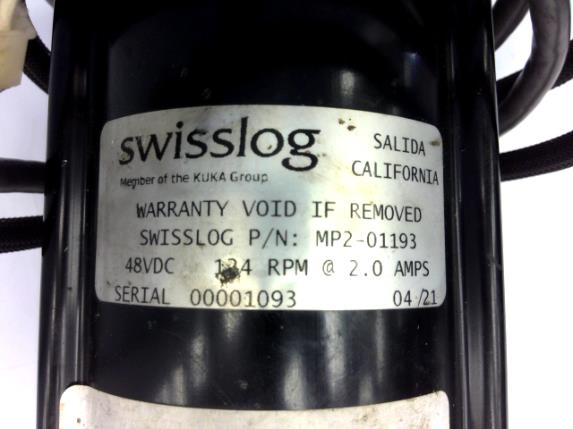 swisslog
SALIDA
Member of the KUKA Group
CALIFORNIA
WARRANTY VOID IF REMOVED
SWISSLOG P/N: MP2-01193
48VDC 134 RPM @ 2.0 AMPS
SERIAL 00001093 04/21